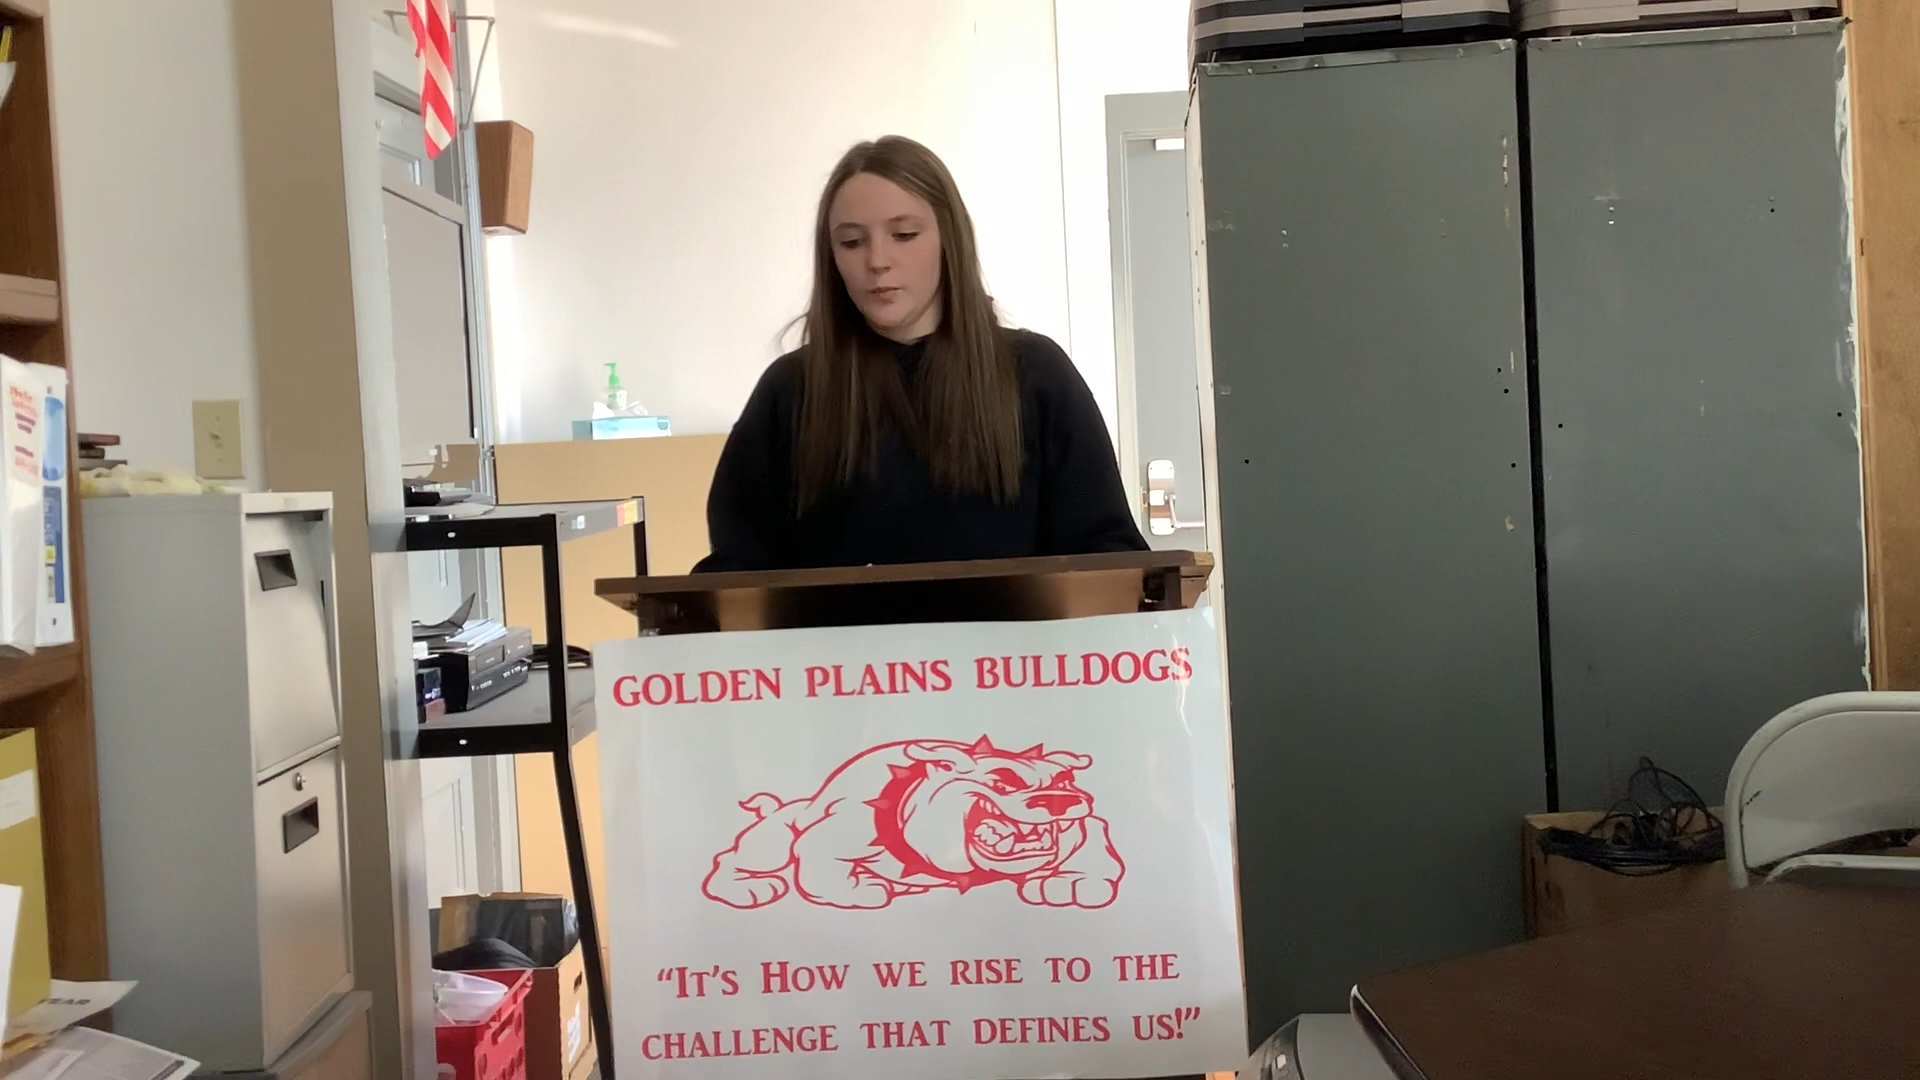 GOLDEN PLAINS BULLDOGS
“IT'S HOW WE RISE TO THE
CHALLENGE THAT DEFINES US!”